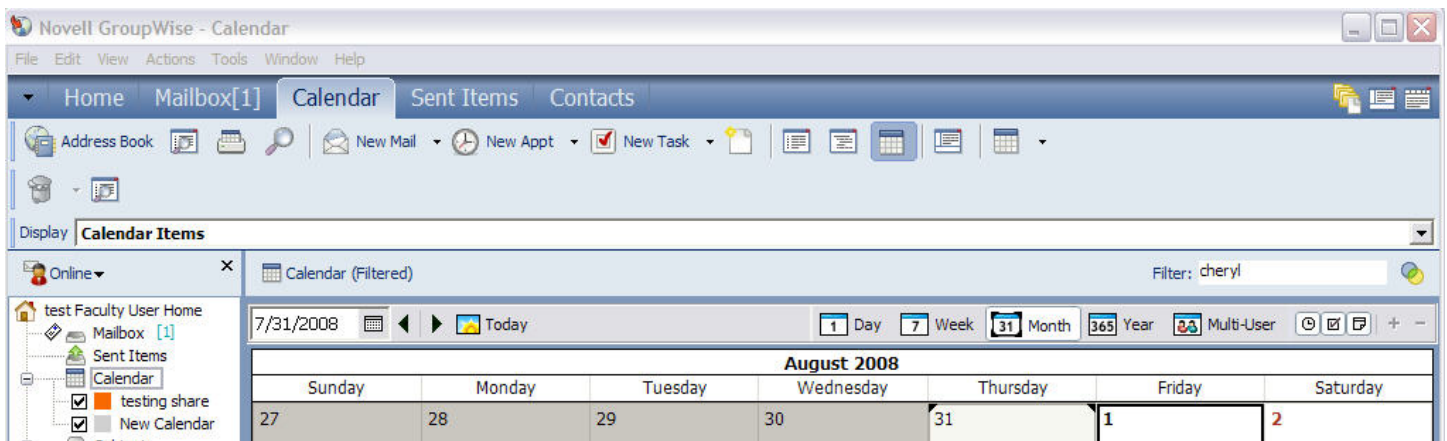 Novell GroupWise - Calendar
File Edit View Actions Tools Window Help
Home Mailbox[1] Calendar Sent Items Contacts
Address Book New Mail New Appt New Task
Display Calendar Items
Online Calendar (Filtered) Filter: cheryl
test Faculty User Home
Mailbox [1]
Sent Items
Calendar
testing share
New Calendar
7/31/2008 Today 1 Day 7 Week 31 Month 365 Year Multi-User
August 2008
Sunday Monday Tuesday Wednesday Thursday Friday Saturday
27 28 29 30 31 1 2